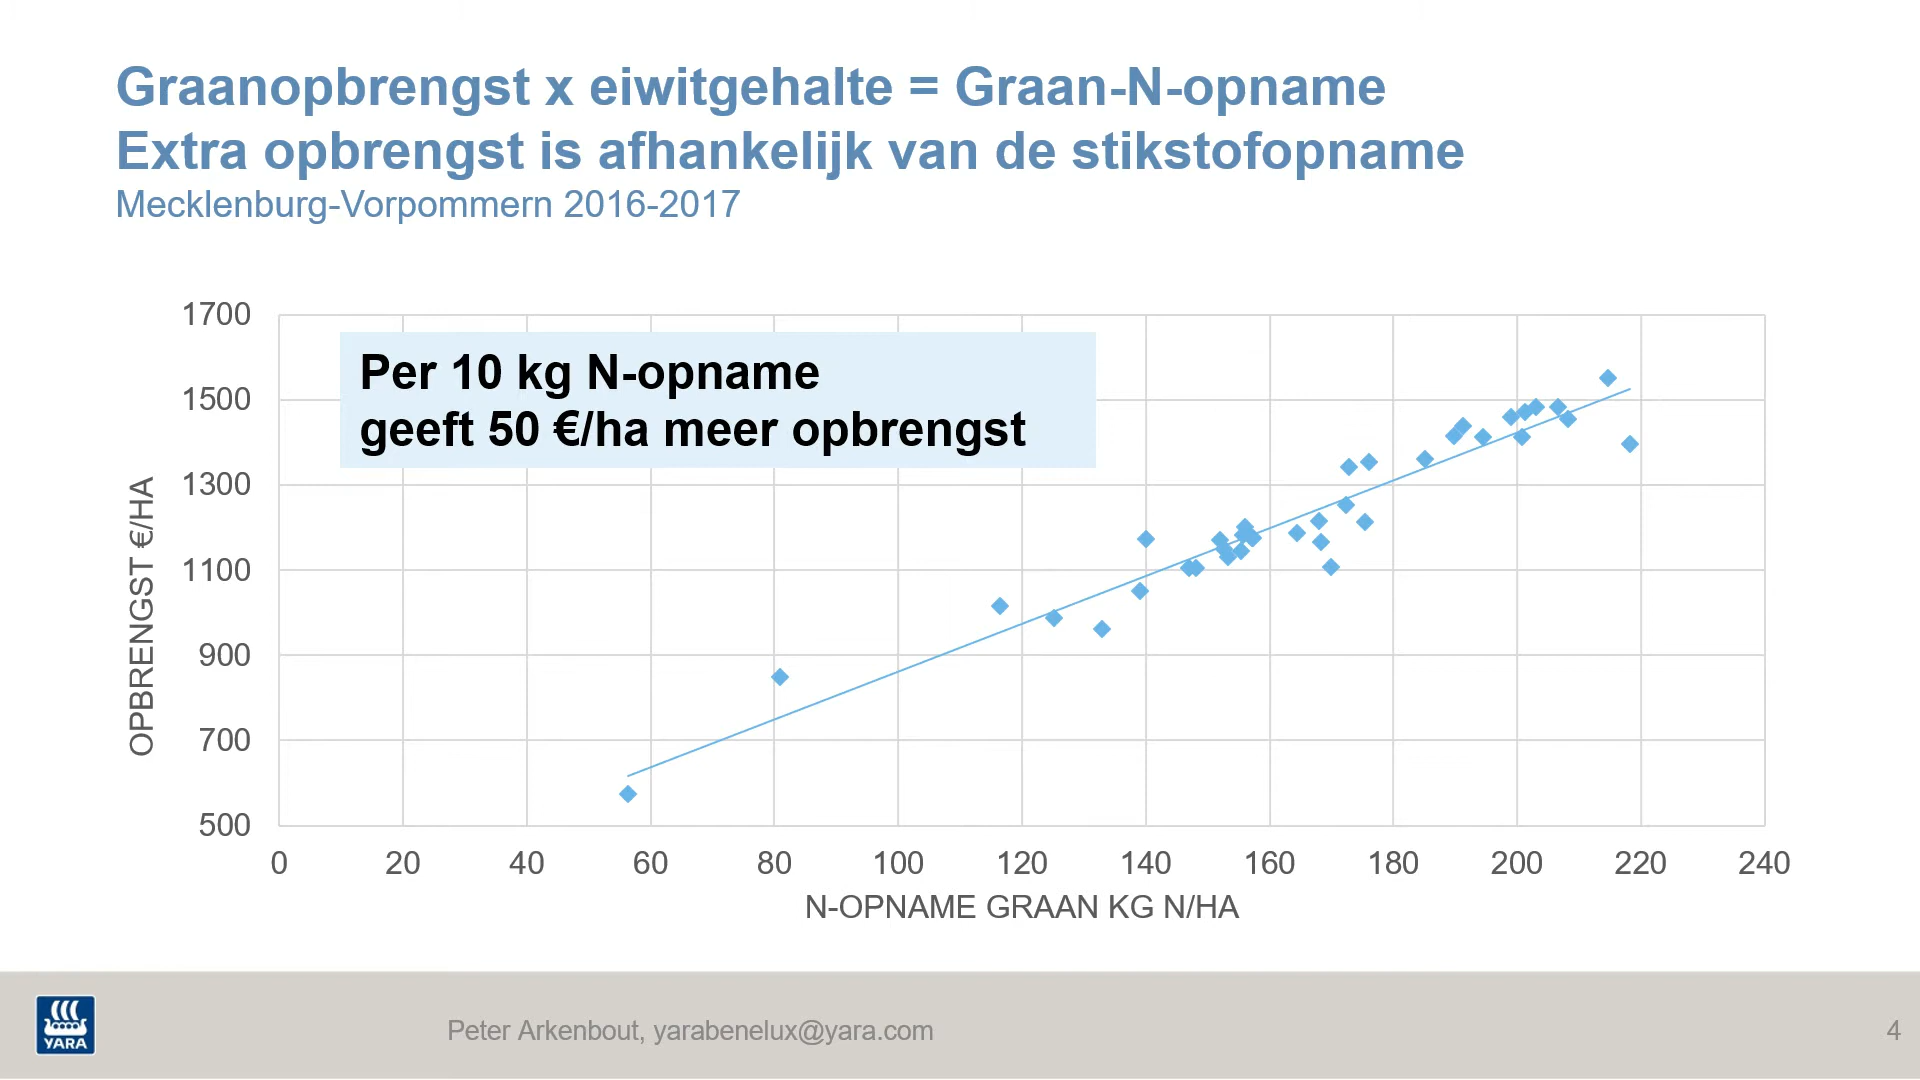 Graanopbrengst x eiwitgehalte = Graan-N-opname
Extra opbrengst is afhankelijk van de stikstofopname
Mecklenburg-Vorpommern 2016-2017
Per 10 kg N-opname
geeft 50 €/ha meer opbrengst
OPBRENGST €/HA
1700
1500
1300
1100
900
700
500
0 20 40 60 80 100 120 140 160 180 200 220 240
N-OPNAME GRAAN KG N/HA
YARA
Peter Arkenbout, yarabenelux@yara.com
4